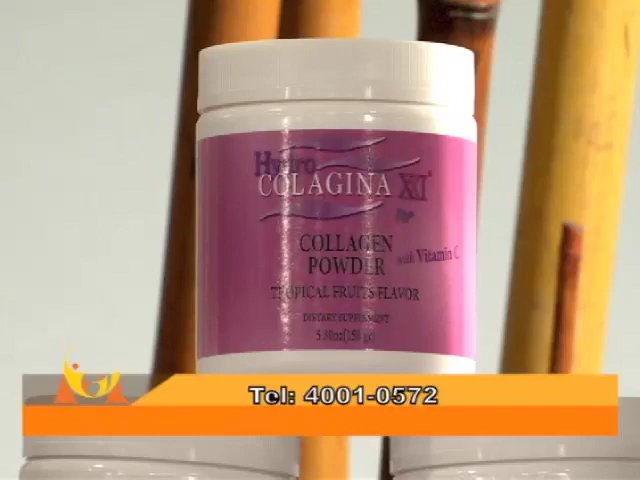 Hydro
COLAGINA XI
COLLAGEN
POWDER
with Vitamin C
TROPICAL FRUITS FLAVOR
DIETARY SUPPLEMENT
Tel: 4001-0572